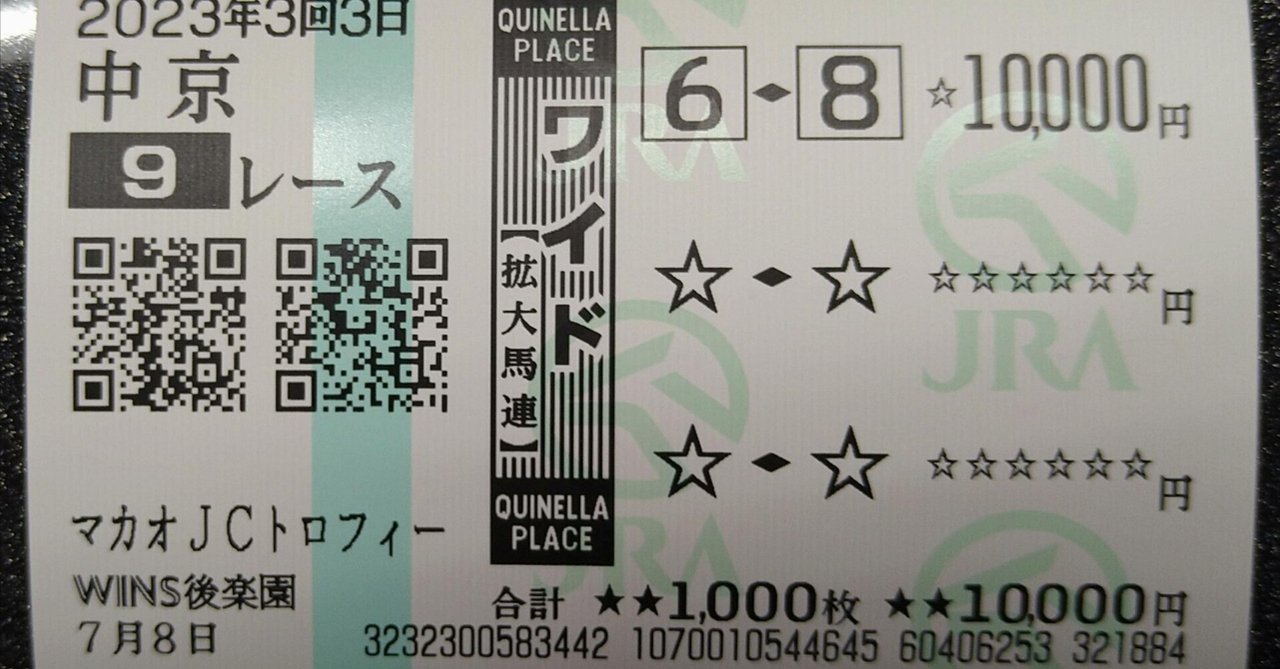 2023年3回3日
中京
9レース
マカオJCトロフィー
WINS後楽園
7月8日
QUINELLA
PLACE
ワイド
【拡大馬連】
QUINELLA
PLACE
6◆8 ☆10,000円
☆◆☆ ☆☆☆☆☆☆円
☆◆☆ ☆☆☆☆☆☆円
合計 ★★1,000枚 ★★10,000円
3232300583442 1070010544645 60406253 321884
JRA
JRA
JRA